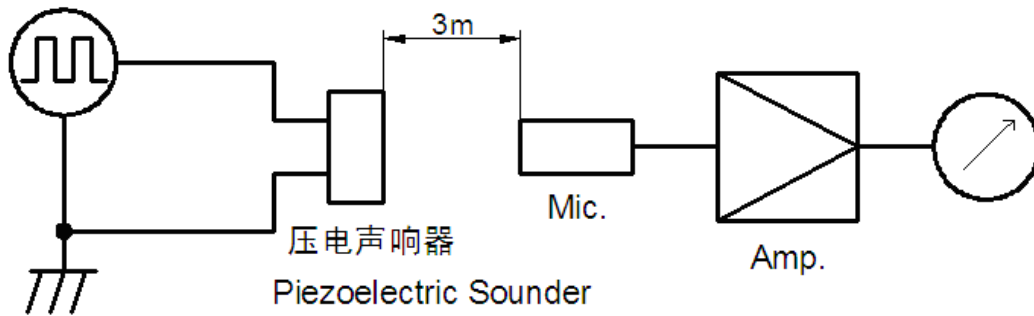 3m
Mic.
压电声响器
Amp.
Piezoelectric Sounder